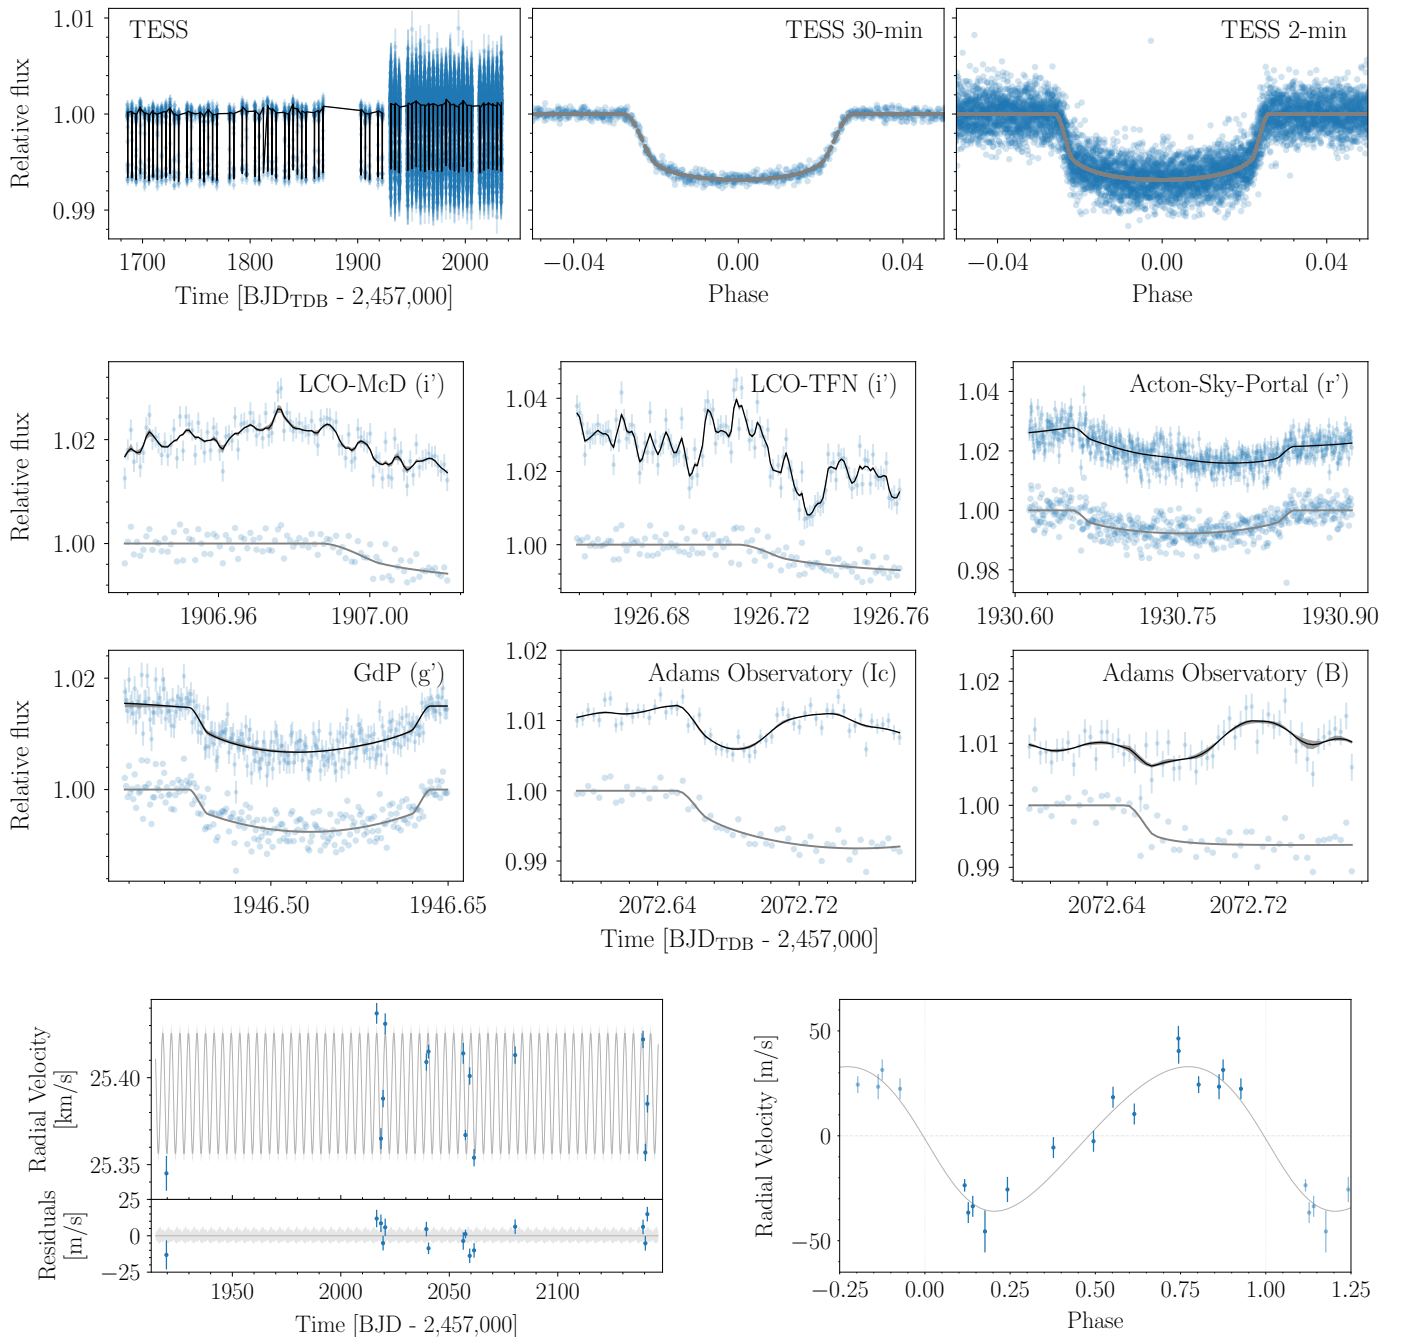 TESS
TESS 30-min
TESS 2-min
Relative flux
1.01
1.00
0.99
1700 1800 1900 2000
−0.04 0.00 0.04
−0.04 0.00 0.04
Time [BJD_TDB - 2,457,000]
Phase
Phase
LCO-McD (i')
LCO-TFN (i')
Acton-Sky-Portal (r')
Relative flux
1.02
1.00
1.04
1.02
1.00
1.04
1.02
1.00
0.98
1906.96 1907.00
1926.68 1926.72 1926.76
1930.60 1930.75 1930.90
GdP (g')
Adams Observatory (Ic)
Adams Observatory (B)
Relative flux
1.02
1.00
1.02
1.01
1.00
0.99
1.02
1.01
1.00
0.99
1946.50 1946.65
2072.64 2072.72
2072.64 2072.72
Time [BJD_TDB - 2,457,000]
Radial Velocity
[km/s]
25.40
25.35
Residuals
[m/s]
25
0
−25
1950 2000 2050 2100
Time [BJD - 2,457,000]
Radial Velocity [m/s]
50
0
−50
−0.25 0.00 0.25 0.50 0.75 1.00 1.25
Phase